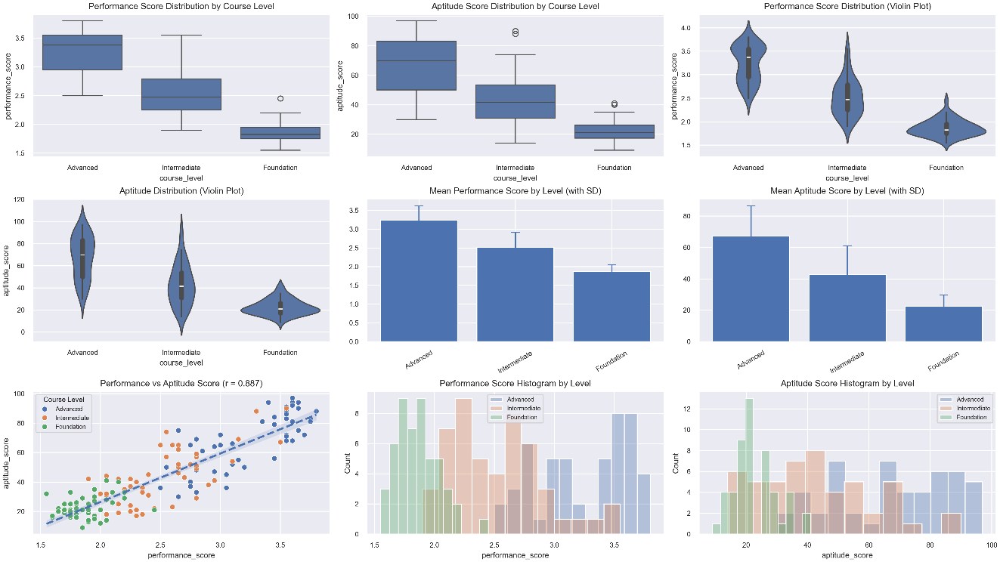 Performance Score Distribution by Course Level
performance_score
3.5
3.0
2.5
2.0
1.5
Advanced
Intermediate
Foundation
course_level
Aptitude Score Distribution by Course Level
aptitude_score
100
80
60
40
20
Advanced
Intermediate
Foundation
course_level
Performance Score Distribution (Violin Plot)
performance_score
4.0
3.5
3.0
2.5
2.0
1.5
Advanced
Intermediate
Foundation
course_level
Aptitude Distribution (Violin Plot)
aptitude_score
120
100
80
60
40
20
0
Advanced
Intermediate
Foundation
course_level
Mean Performance Score by Level (with SD)
3.5
3.0
2.5
2.0
1.5
1.0
0.5
0.0
Advanced
Intermediate
Foundation
Mean Aptitude Score by Level (with SD)
80
60
40
20
0
Advanced
Intermediate
Foundation
Performance vs Aptitude Score (r = 0.887)
aptitude_score
100
80
60
40
20
Course Level
Advanced
Intermediate
Foundation
1.5
2.0
2.5
3.0
3.5
performance_score
Performance Score Histogram by Level
Count
8
6
4
2
0
Advanced
Intermediate
Foundation
1.5
2.0
2.5
3.0
3.5
performance_score
Aptitude Score Histogram by Level
Count
12
10
8
6
4
2
0
Advanced
Intermediate
Foundation
20
40
60
80
100
aptitude_score